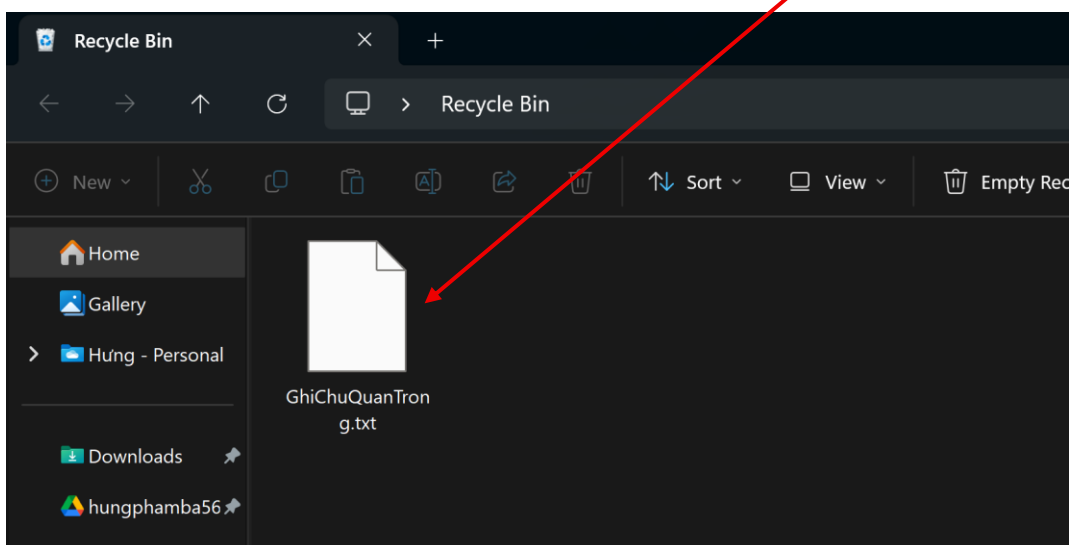 Recycle Bin
Recycle Bin
New
Sort
View
Empty Rec
Home
Gallery
Hưng - Personal
GhiChuQuanTron
g.txt
Downloads
hungphamba56